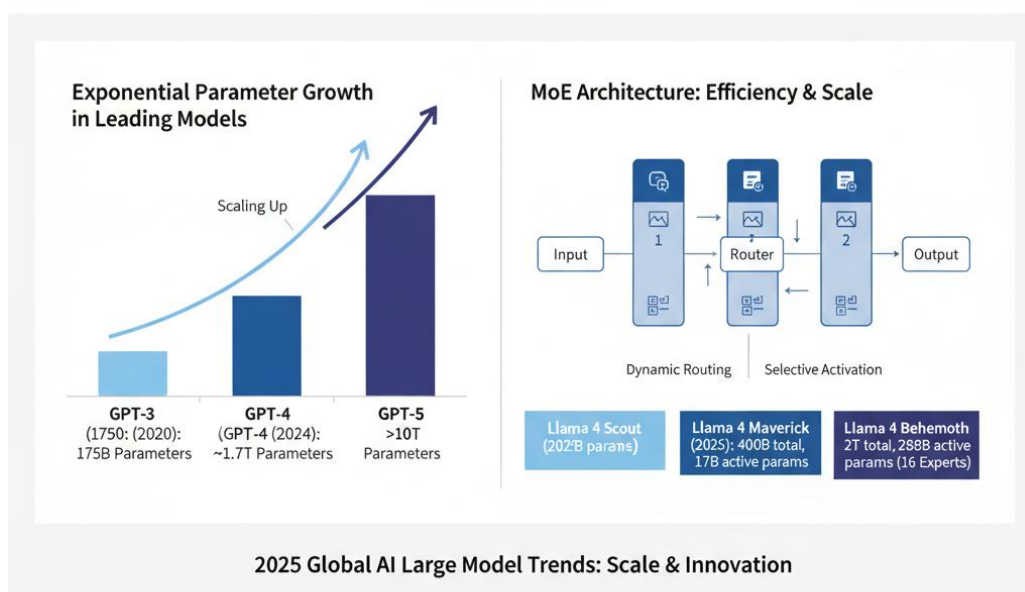 Exponential Parameter Growth
in Leading Models
Scaling Up
GPT-3
(1750: (2020):
175B Parameters
GPT-4
(GPT-4 (2024):
~1.7T Parameters
GPT-5
>10T
Parameters
MoE Architecture: Efficiency & Scale
1
2
Input
Router
Output
Dynamic Routing
Selective Activation
Llama 4 Scout
params)
Llama 4 Maverick
(2025): 400B total,
17B active params
Llama 4 Behemoth
2T total, 288B active
params (16 Experts)
2025 Global AI Large Model Trends: Scale & Innovation